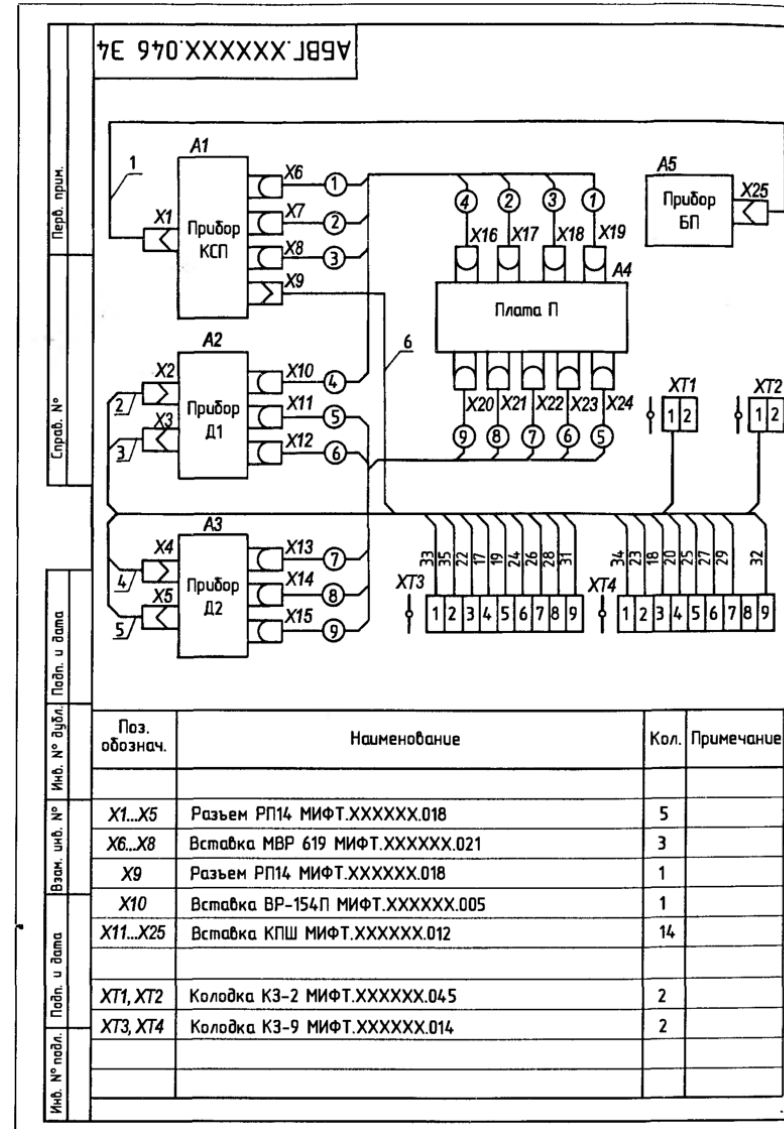 АБВГ.XXXXXX.046 Э4
Перв. прим.
Справ. N°
Подп. и дата
Инв. N° дубл.
Взам. инв. N°
Подп. и дата
Инв. N° подл.
A1
Прибор
КСП
1
X1
X6
1
X7
2
X8
3
X9
4
2
3
1
X16
X17
X18
X19
A4
Плата П
A5
Прибор
БП
X25
6
A2
Прибор
Д1
X2
X3
2
3
X10
4
X11
5
X12
6
X20
X21
X22
X23
X24
9
8
7
6
5
XT1
1 2
XT2
1 2
A3
Прибор
Д2
X4
X5
4
5
X13
7
X14
8
X15
9
33 35 22 17 19 24 26 28 31
XT3
1 2 3 4 5 6 7 8 9
34 23 18 20 25 27 29 32
XT4
1 2 3 4 5 6 7 8 9
Поз. обознач. Наименование Кол. Примечание
X1...X5 Разъем РП14 МИФТ.XXXXXX.018 5
X6...X8 Вставка МВР 619 МИФТ.XXXXXX.021 3
X9 Разъем РП14 МИФТ.XXXXXX.018 1
X10 Вставка ВР-154П МИФТ.XXXXXX.005 1
X11...X25 Вставка КПШ МИФТ.XXXXXX.012 14
XT1, XT2 Колодка КЗ-2 МИФТ.XXXXXX.045 2
XT3, XT4 Колодка КЗ-9 МИФТ.XXXXXX.014 2